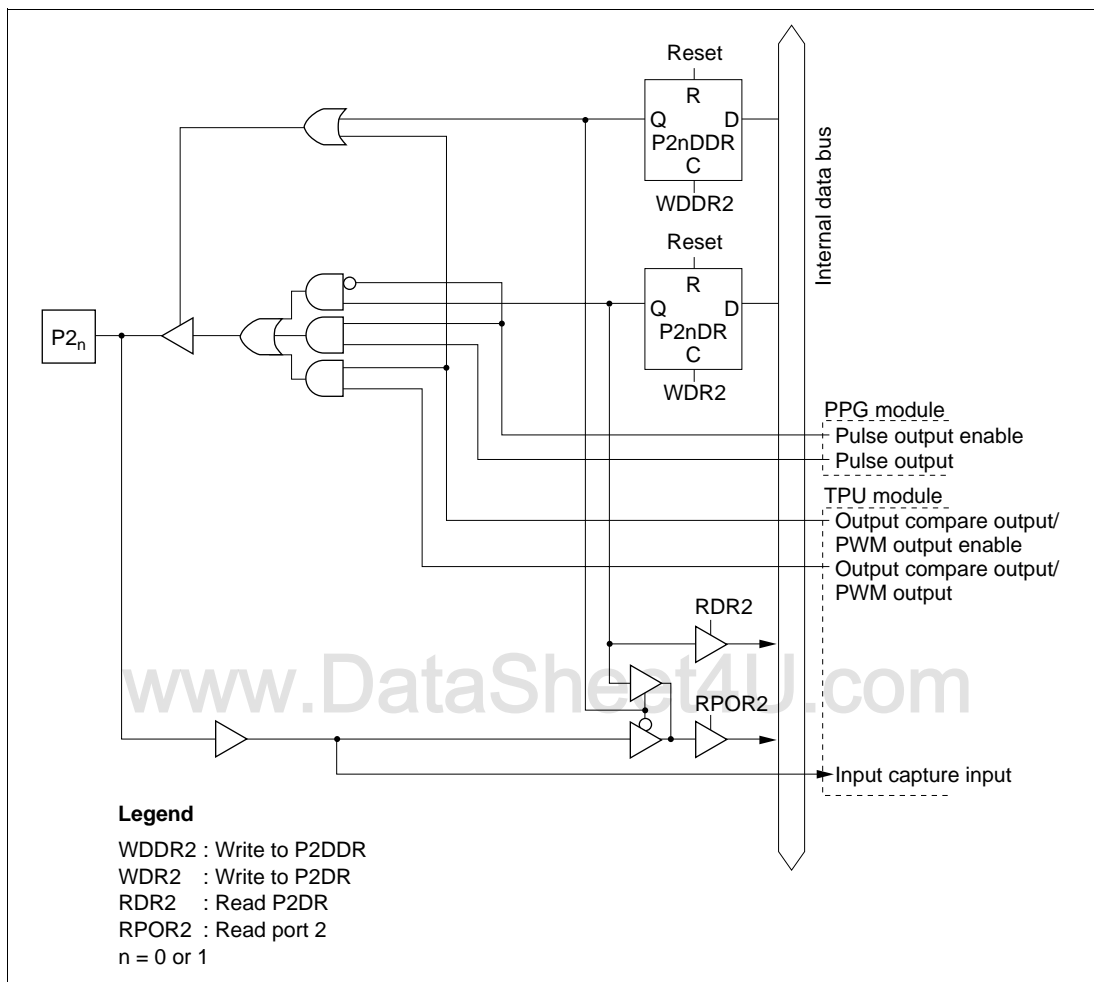 Reset
R
Q D
P2nDDR
C
WDDR2
Internal data bus
Reset
R
Q D
P2nDR
C
WDR2
P2n
PPG module
Pulse output enable
Pulse output
TPU module
Output compare output/
PWM output enable
Output compare output/
PWM output
RDR2
www.DataSheet4U.com
RPOR2
Input capture input
Legend
WDDR2 : Write to P2DDR
WDR2 : Write to P2DR
RDR2 : Read P2DR
RPOR2 : Read port 2
n = 0 or 1